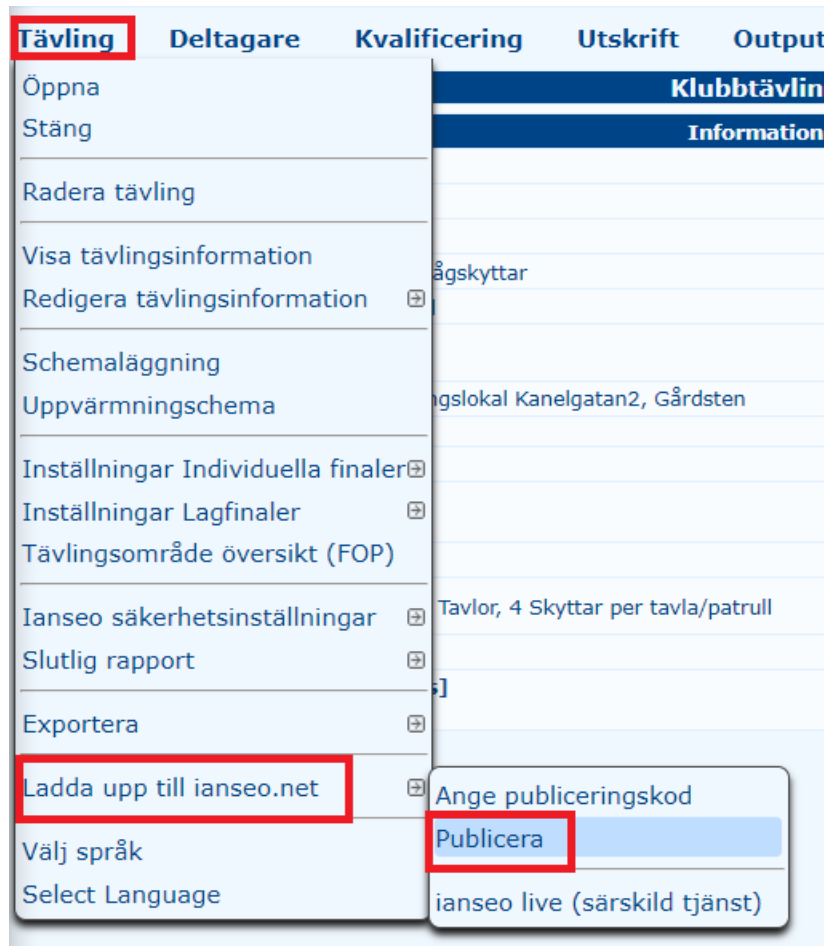 Tävling Deltagare Kvalificering Utskrift Output
Klubbtävlin
Information
Öppna
Stäng
Radera tävling
Visa tävlingsinformation
Redigera tävlingsinformation
Schemaläggning
Uppvärmningschema
Inställningar Individuella finaler
Inställningar Lagfinaler
Tävlingsområde översikt (FOP)
Ianseo säkerhetsinställningar
Slutlig rapport
Exportera
Ladda upp till ianseo.net
Välj språk
Select Language
ågskyttar
ngslokal Kanelgatan2, Gårdsten
Tavlor, 4 Skyttar per tavla/patrull
s]
Ange publiceringskod
Publicera
ianseo live (särskild tjänst)